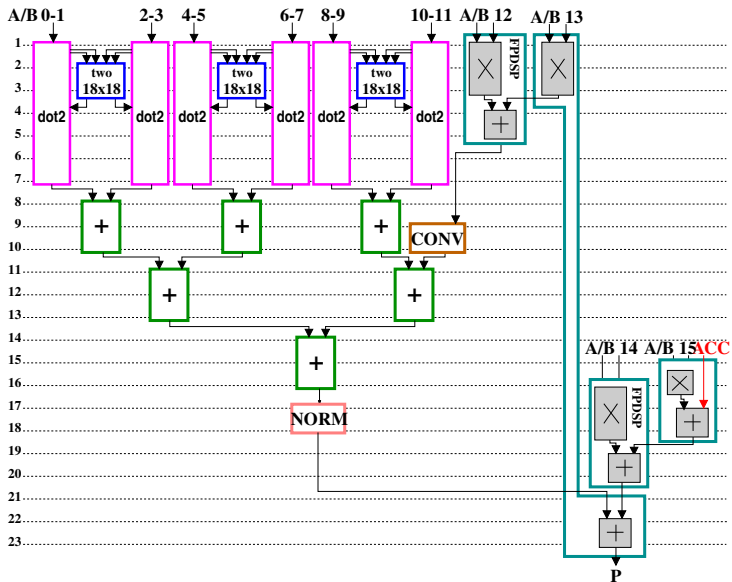 A/B 0-1 2-3 4-5 6-7 8-9 10-11 A/B 12 A/B 13
1
2
3
4
5
6
7
8
9
10
11
12
13
14
15
16
17
18
19
20
21
22
23
dot2
two
18x18
dot2
dot2
two
18x18
dot2
dot2
two
18x18
dot2
FPDSP
+
+
+
CONV
+
+
+
NORM
A/B 14 A/B 15 ACC
FPDSP
P